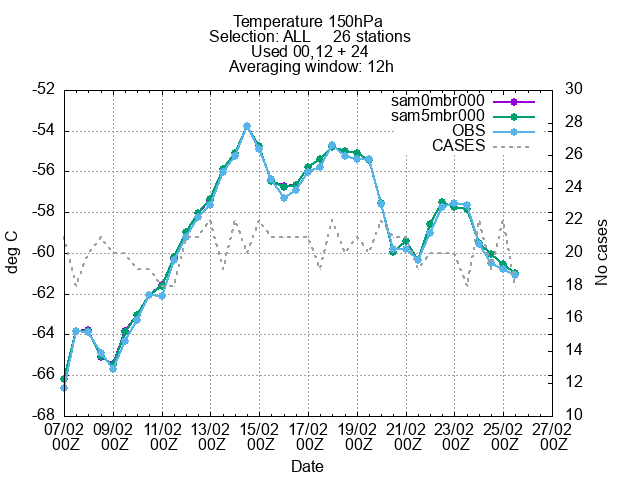 Temperature 150hPa
Selection: ALL 26 stations
Used 00,12 + 24
Averaging window: 12h
sam0mbr000
sam5mbr000
OBS
CASES
-52
-54
-56
-58
-60
-62
-64
-66
-68
30
28
26
24
22
20
18
16
14
12
10
deg C
No cases
07/02 09/02 11/02 13/02 15/02 17/02 19/02 21/02 23/02 25/02 27/02
00Z 00Z 00Z 00Z 00Z 00Z 00Z 00Z 00Z 00Z 00Z
Date